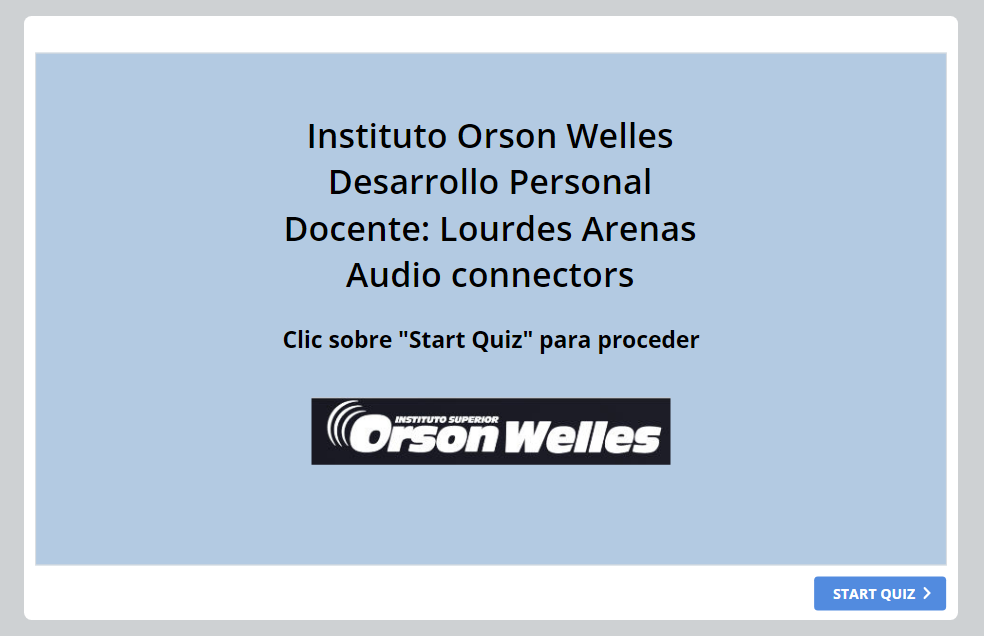 Instituto Orson Welles
Desarrollo Personal
Docente: Lourdes Arenas
Audio connectors
Clic sobre "Start Quiz" para proceder
INSTITUTO SUPERIOR
Orson Welles
START QUIZ